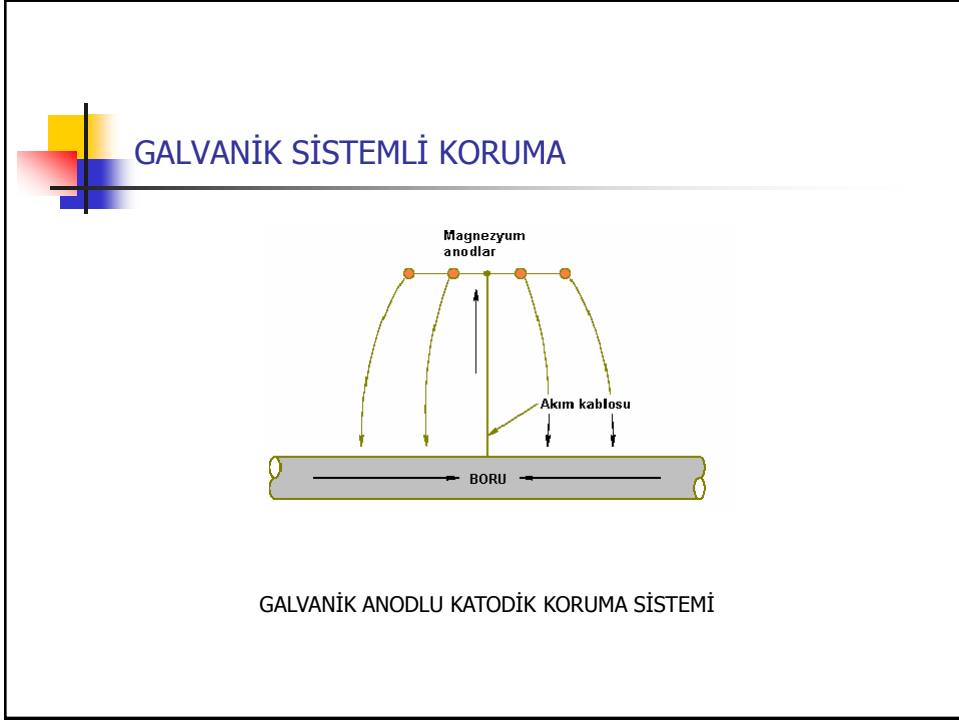 GALVANİK SİSTEMLİ KORUMA
Magnezyum
anodlar
Akım kablosu
BORU
GALVANİK ANODLU KATODİK KORUMA SİSTEMİ